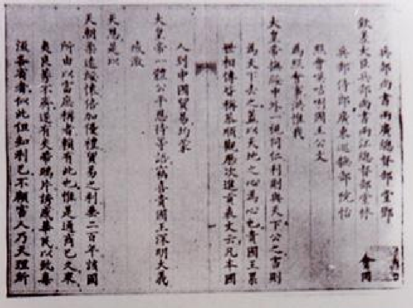 兵部尚書兩廣總督部堂鄧
欽差大臣兵部尚書兩江總督部堂林
會同
兵部侍郎廣東巡撫部院怡
照會㗆咭唎國王公文
為照會事洪惟我
大皇帝撫綏中外一視同仁利則與天下公之害則
為天下去之蓋以天地之心為心也貴國王累
世相傳皆稱恭順觀歷次進貢表文云凡本國
人到中國貿易均蒙
大皇帝一體公平恩待等語竊喜貴國王深明大義
感激
天恩是以
天朝柔遠綏懷倍加優禮貿易之利垂二百年該國
所由以富庶稱者賴有此也惟是通商已久眾
夷良莠不齊遂有夾帶鴉片誘惑華民以致毒
流各省者似此但知利己不顧害人乃天理所